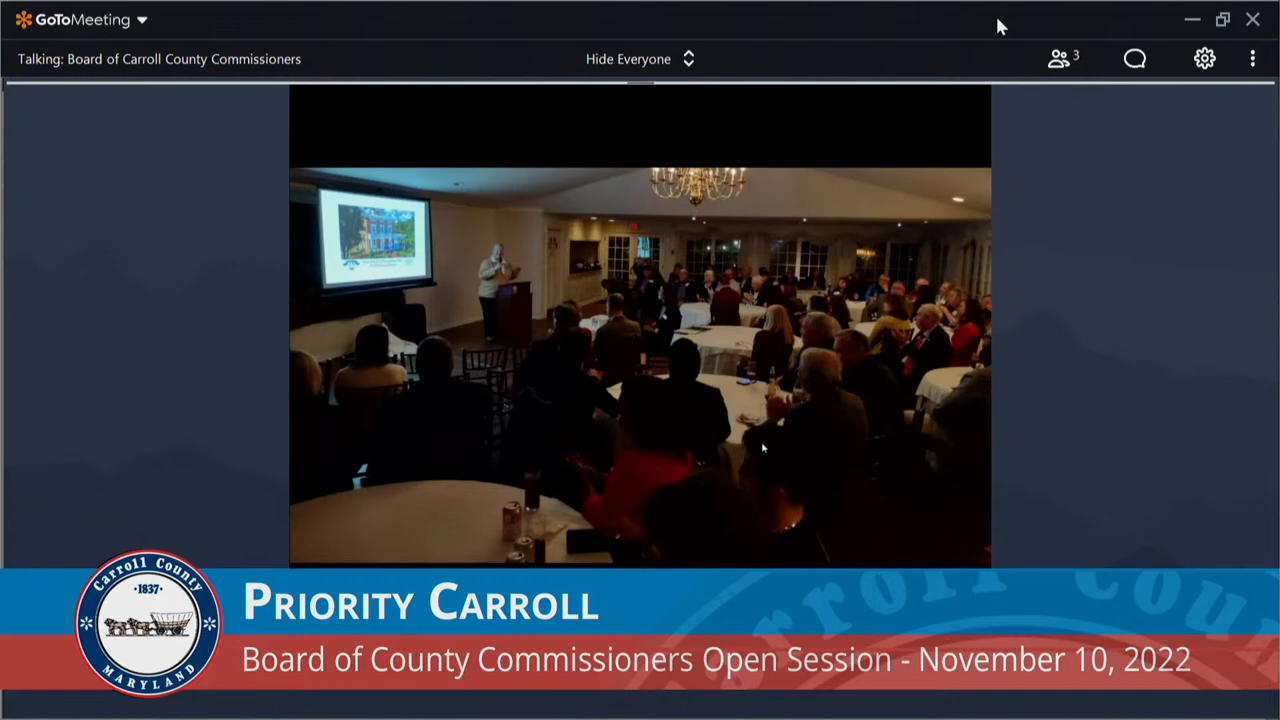 GoToMeeting
Talking: Board of Carroll County Commissioners
Hide Everyone
3
Carroll County
·1837·
MARYLAND
PRIORITY CARROLL
Board of County Commissioners Open Session - November 10, 2022